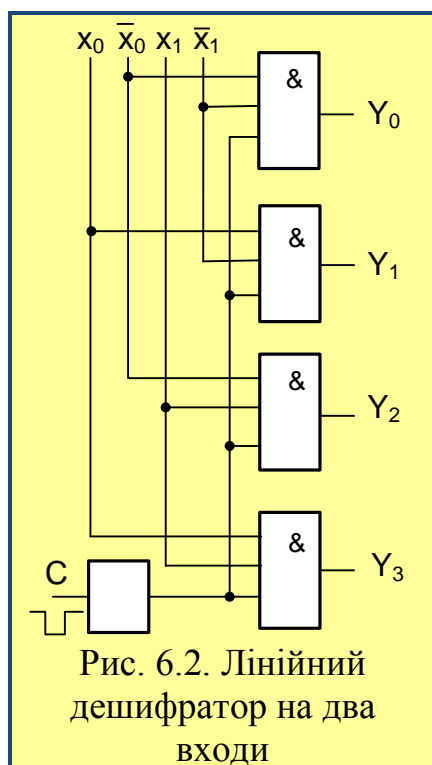 x₀ x̅₀ x₁ x̅₁
&
Y₀
&
Y₁
&
Y₂
&
Y₃
C
Рис. 6.2. Лінійний
дешифратор на два
входи